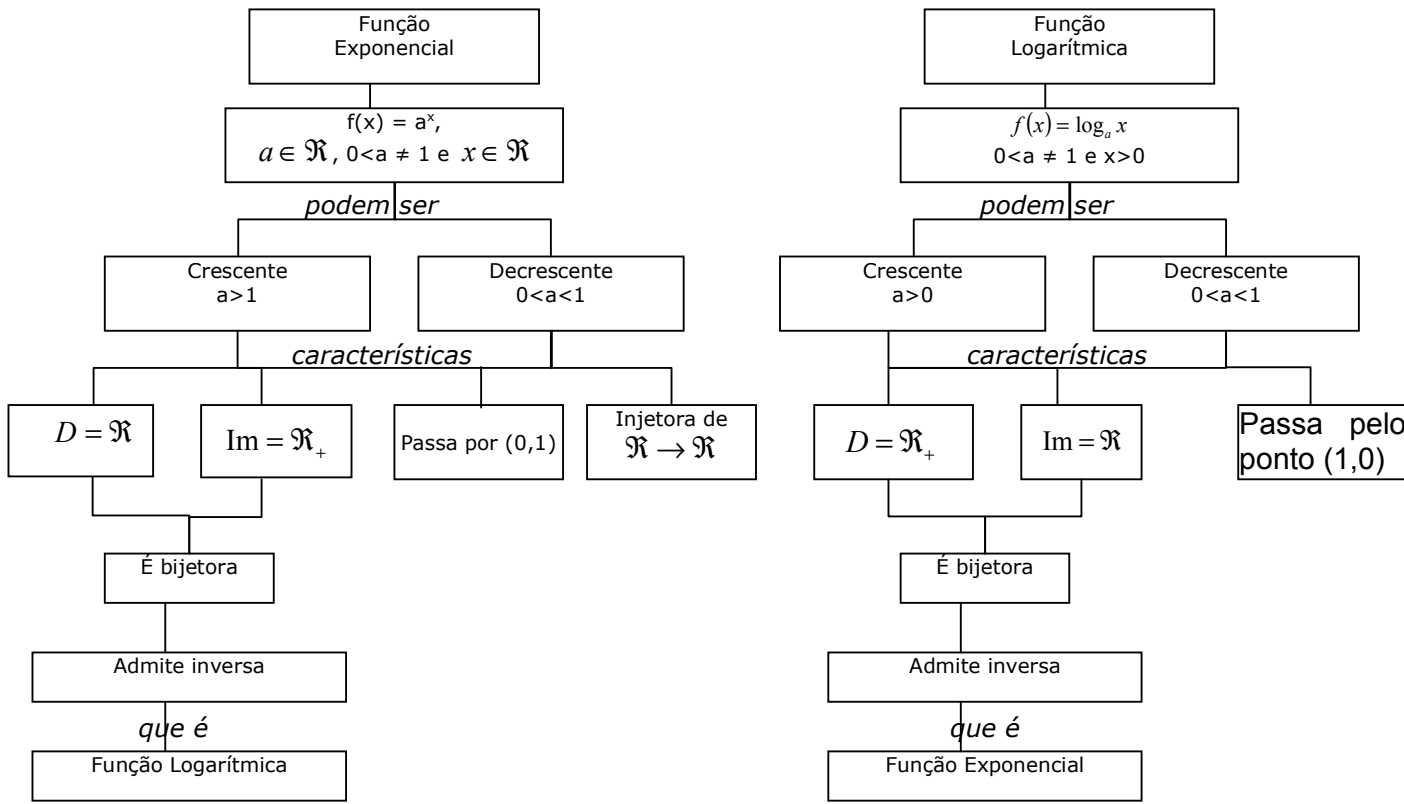 Função
Exponencial
f(x) = aˣ,
a ∈ ℜ, 0<a ≠ 1 e x ∈ ℜ
podem ser
Crescente
a>1
Decrescente
0<a<1
características
D = ℜ
Im = ℜ₊
Passa por (0,1)
Injetora de
ℜ → ℜ
É bijetora
Admite inversa
que é
Função Logarítmica
Função
Logarítmica
f(x) = logₐ x
0<a ≠ 1 e x>0
podem ser
Crescente
a>0
Decrescente
0<a<1
características
D = ℜ₊
Im = ℜ
Passa pelo
ponto (1,0)
É bijetora
Admite inversa
que é
Função Exponencial